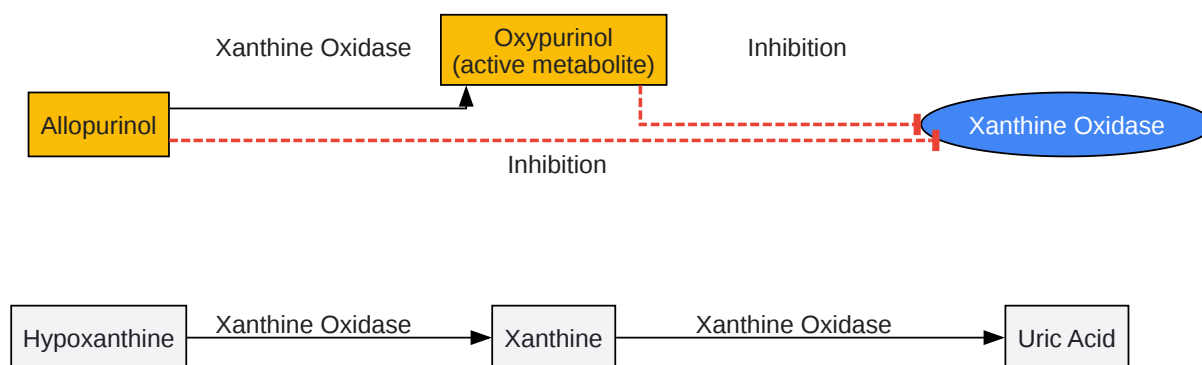 Xanthine Oxidase
Oxypurinol
(active metabolite)
Inhibition
Allopurinol
Xanthine Oxidase
Inhibition
Hypoxanthine
Xanthine Oxidase
Xanthine
Xanthine Oxidase
Uric Acid